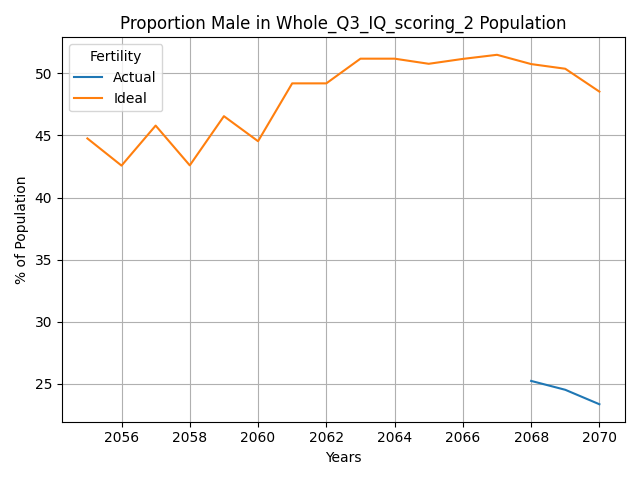 Proportion Male in Whole_Q3_IQ_scoring_2 Population
Fertility
Actual
Ideal
% of Population
50
45
40
35
30
25
2056 2058 2060 2062 2064 2066 2068 2070
Years